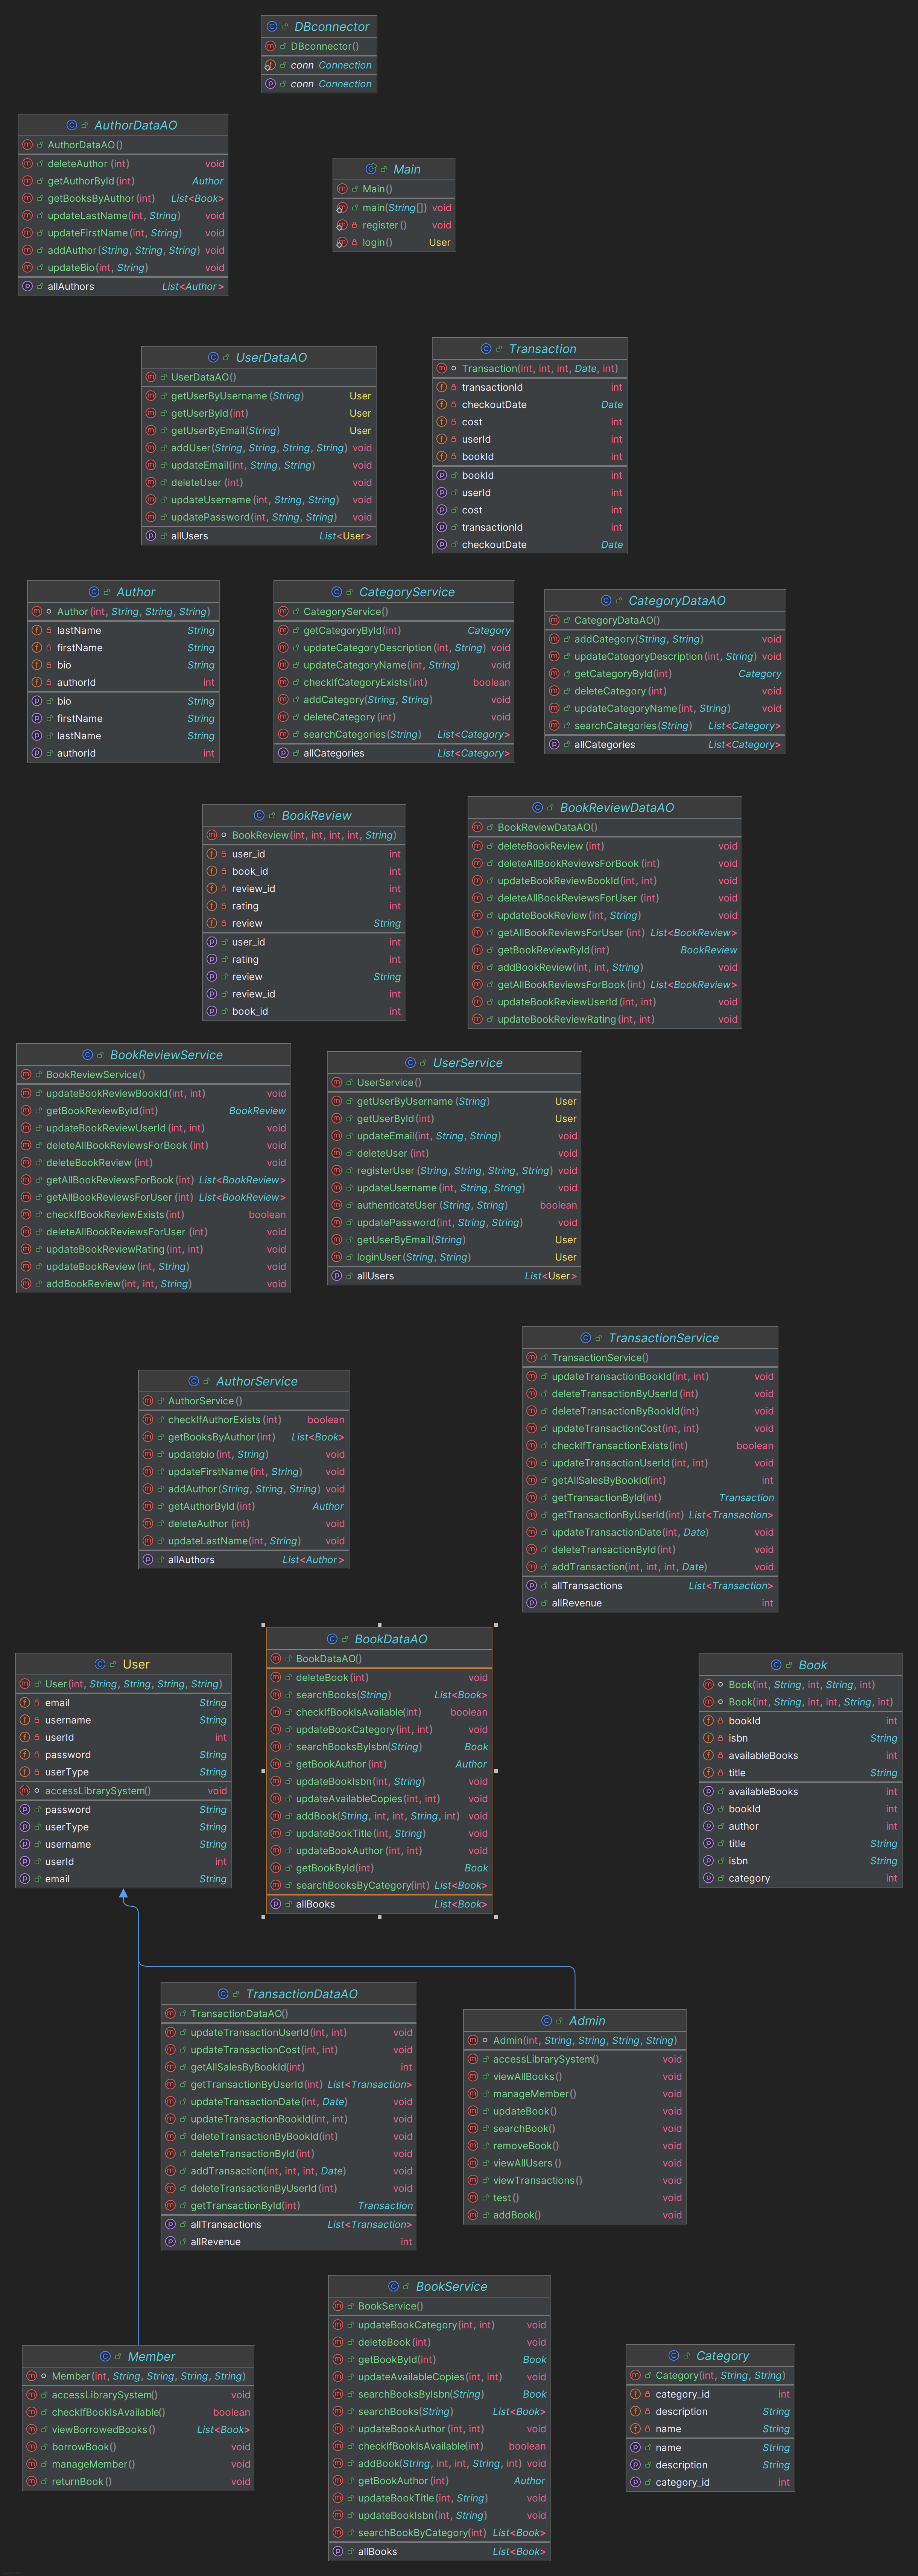 DBconnector
DBconnector()
conn Connection
conn Connection
AuthorDataAO
AuthorDataAO()
deleteAuthor (int) void
getAuthorById(int) Author
getBooksByAuthor (int) List<Book>
updateLastName(int, String) void
updateFirstName(int, String) void
addAuthor(String, String, String) void
updateBio(int, String) void
allAuthors List<Author>
Main
Main()
main(String[]) void
register() void
login() User
UserDataAO
UserDataAO()
getUserByUsername (String) User
getUserById(int) User
getUserByEmail(String) User
addUser(String, String, String, String) void
updateEmail(int, String, String) void
deleteUser (int) void
updateUsername (int, String, String) void
updatePassword(int, String, String) void
allUsers List<User>
Transaction
Transaction(int, int, int, Date, int)
transactionId int
checkoutDate Date
cost int
userId int
bookId int
bookId int
userId int
cost int
transactionId int
checkoutDate Date
Author
Author(int, String, String, String)
lastName String
firstName String
bio String
authorId int
bio String
firstName String
lastName String
authorId int
CategoryService
CategoryService()
getCategoryById(int) Category
updateCategoryDescription(int, String) void
updateCategoryName(int, String) void
checkIfCategoryExists(int) boolean
addCategory(String, String) void
deleteCategory (int) void
searchCategories (String) List<Category>
allCategories List<Category>
CategoryDataAO
CategoryDataAO()
addCategory(String, String) void
updateCategoryDescription(int, String) void
getCategoryById(int) Category
deleteCategory (int) void
updateCategoryName(int, String) void
searchCategories(String) List<Category>
allCategories List<Category>
BookReview
BookReview(int, int, int, int, String)
user_id int
book_id int
review_id int
rating int
review String
user_id int
rating int
review String
review_id int
book_id int
BookReviewDataAO
BookReviewDataAO()
deleteBookReview (int) void
deleteAllBookReviewsForBook (int) void
updateBookReviewBookId(int, int) void
deleteAllBookReviewsForUser (int) void
updateBookReview (int, String) void
getAllBookReviewsForUser (int) List<BookReview>
getBookReviewById(int) BookReview
addBookReview(int, int, String) void
getAllBookReviewsForBook(int) List<BookReview>
updateBookReviewUserId (int, int) void
updateBookReviewRating (int, int) void
BookReviewService
BookReviewService()
updateBookReviewBookId(int, int) void
getBookReviewById(int) BookReview
updateBookReviewUserId (int, int) void
deleteAllBookReviewsForBook (int) void
deleteBookReview (int) void
getAllBookReviewsForBook(int) List<BookReview>
getAllBookReviewsForUser (int) List<BookReview>
checkIfBookReviewExists(int) boolean
deleteAllBookReviewsForUser (int) void
updateBookReviewRating (int, int) void
updateBookReview (int, String) void
addBookReview(int, int, String) void
UserService
UserService()
getUserByUsername (String) User
getUserById(int) User
updateEmail(int, String, String) void
deleteUser (int) void
registerUser (String, String, String, String) void
updateUsername (int, String, String) void
authenticateUser (String, String) boolean
updatePassword(int, String, String) void
getUserByEmail(String) User
loginUser (String, String) User
allUsers List<User>
TransactionService
TransactionService()
updateTransactionBookId(int, int) void
deleteTransactionByUserId(int) void
deleteTransactionByBookId(int) void
updateTransactionCost(int, int) void
checkIfTransactionExists(int) boolean
updateTransactionUserId(int, int) void
getAllSalesByBookId(int) int
getTransactionById(int) Transaction
getTransactionByUserId(int) List<Transaction>
updateTransactionDate(int, Date) void
deleteTransactionById(int) void
addTransaction(int, int, int, Date) void
allTransactions List<Transaction>
allRevenue int
AuthorService
AuthorService()
checkIfAuthorExists (int) boolean
getBooksByAuthor(int) List<Book>
updatebio(int, String) void
updateFirstName (int, String) void
addAuthor (String, String, String) void
getAuthorById (int) Author
deleteAuthor (int) void
updateLastName(int, String) void
allAuthors List<Author>
User
User(int, String, String, String, String)
email String
username String
userId int
password String
userType String
accessLibrarySystem() void
password String
userType String
username String
userId int
email String
BookDataAO
BookDataAO()
deleteBook(int) void
searchBooks(String) List<Book>
checkIfBookIsAvailable(int) boolean
updateBookCategory(int, int) void
searchBooksByIsbn(String) Book
getBookAuthor (int) Author
updateBookIsbn(int, String) void
updateAvailableCopies(int, int) void
addBook(String, int, int, String, int) void
updateBookTitle(int, String) void
updateBookAuthor (int, int) void
getBookById(int) Book
searchBooksByCategory(int) List<Book>
allBooks List<Book>
Book
Book(int, String, int, String, int)
Book(int, String, int, int, String, int)
bookId int
isbn String
availableBooks int
title String
availableBooks int
bookId int
author int
title String
isbn String
category int
TransactionDataAO
TransactionDataAO()
updateTransactionUserId(int, int) void
updateTransactionCost(int, int) void
getAllSalesByBookId(int) int
getTransactionByUserId(int) List<Transaction>
updateTransactionDate(int, Date) void
updateTransactionBookId(int, int) void
deleteTransactionByBookId(int) void
deleteTransactionById(int) void
addTransaction(int, int, int, Date) void
deleteTransactionByUserId(int) void
getTransactionById(int) Transaction
allTransactions List<Transaction>
allRevenue int
Admin
Admin(int, String, String, String, String)
accessLibrarySystem() void
viewAllBooks() void
manageMember() void
updateBook() void
searchBook() void
removeBook() void
viewAllUsers () void
viewTransactions() void
test() void
addBook() void
BookService
BookService()
updateBookCategory(int, int) void
deleteBook(int) void
getBookById(int) Book
updateAvailableCopies(int, int) void
searchBooksByIsbn(String) Book
searchBooks(String) List<Book>
updateBookAuthor (int, int) void
checkIfBookIsAvailable(int) boolean
addBook(String, int, int, String, int) void
getBookAuthor (int) Author
updateBookTitle(int, String) void
updateBookIsbn(int, String) void
searchBookByCategory(int) List<Book>
allBooks List<Book>
Member
Member(int, String, String, String, String)
accessLibrarySystem() void
checkIfBookIsAvailable() boolean
viewBorrowedBooks() List<Book>
borrowBook() void
manageMember() void
returnBook() void
Category
Category(int, String, String)
category_id int
description String
name String
name String
description String
category_id int